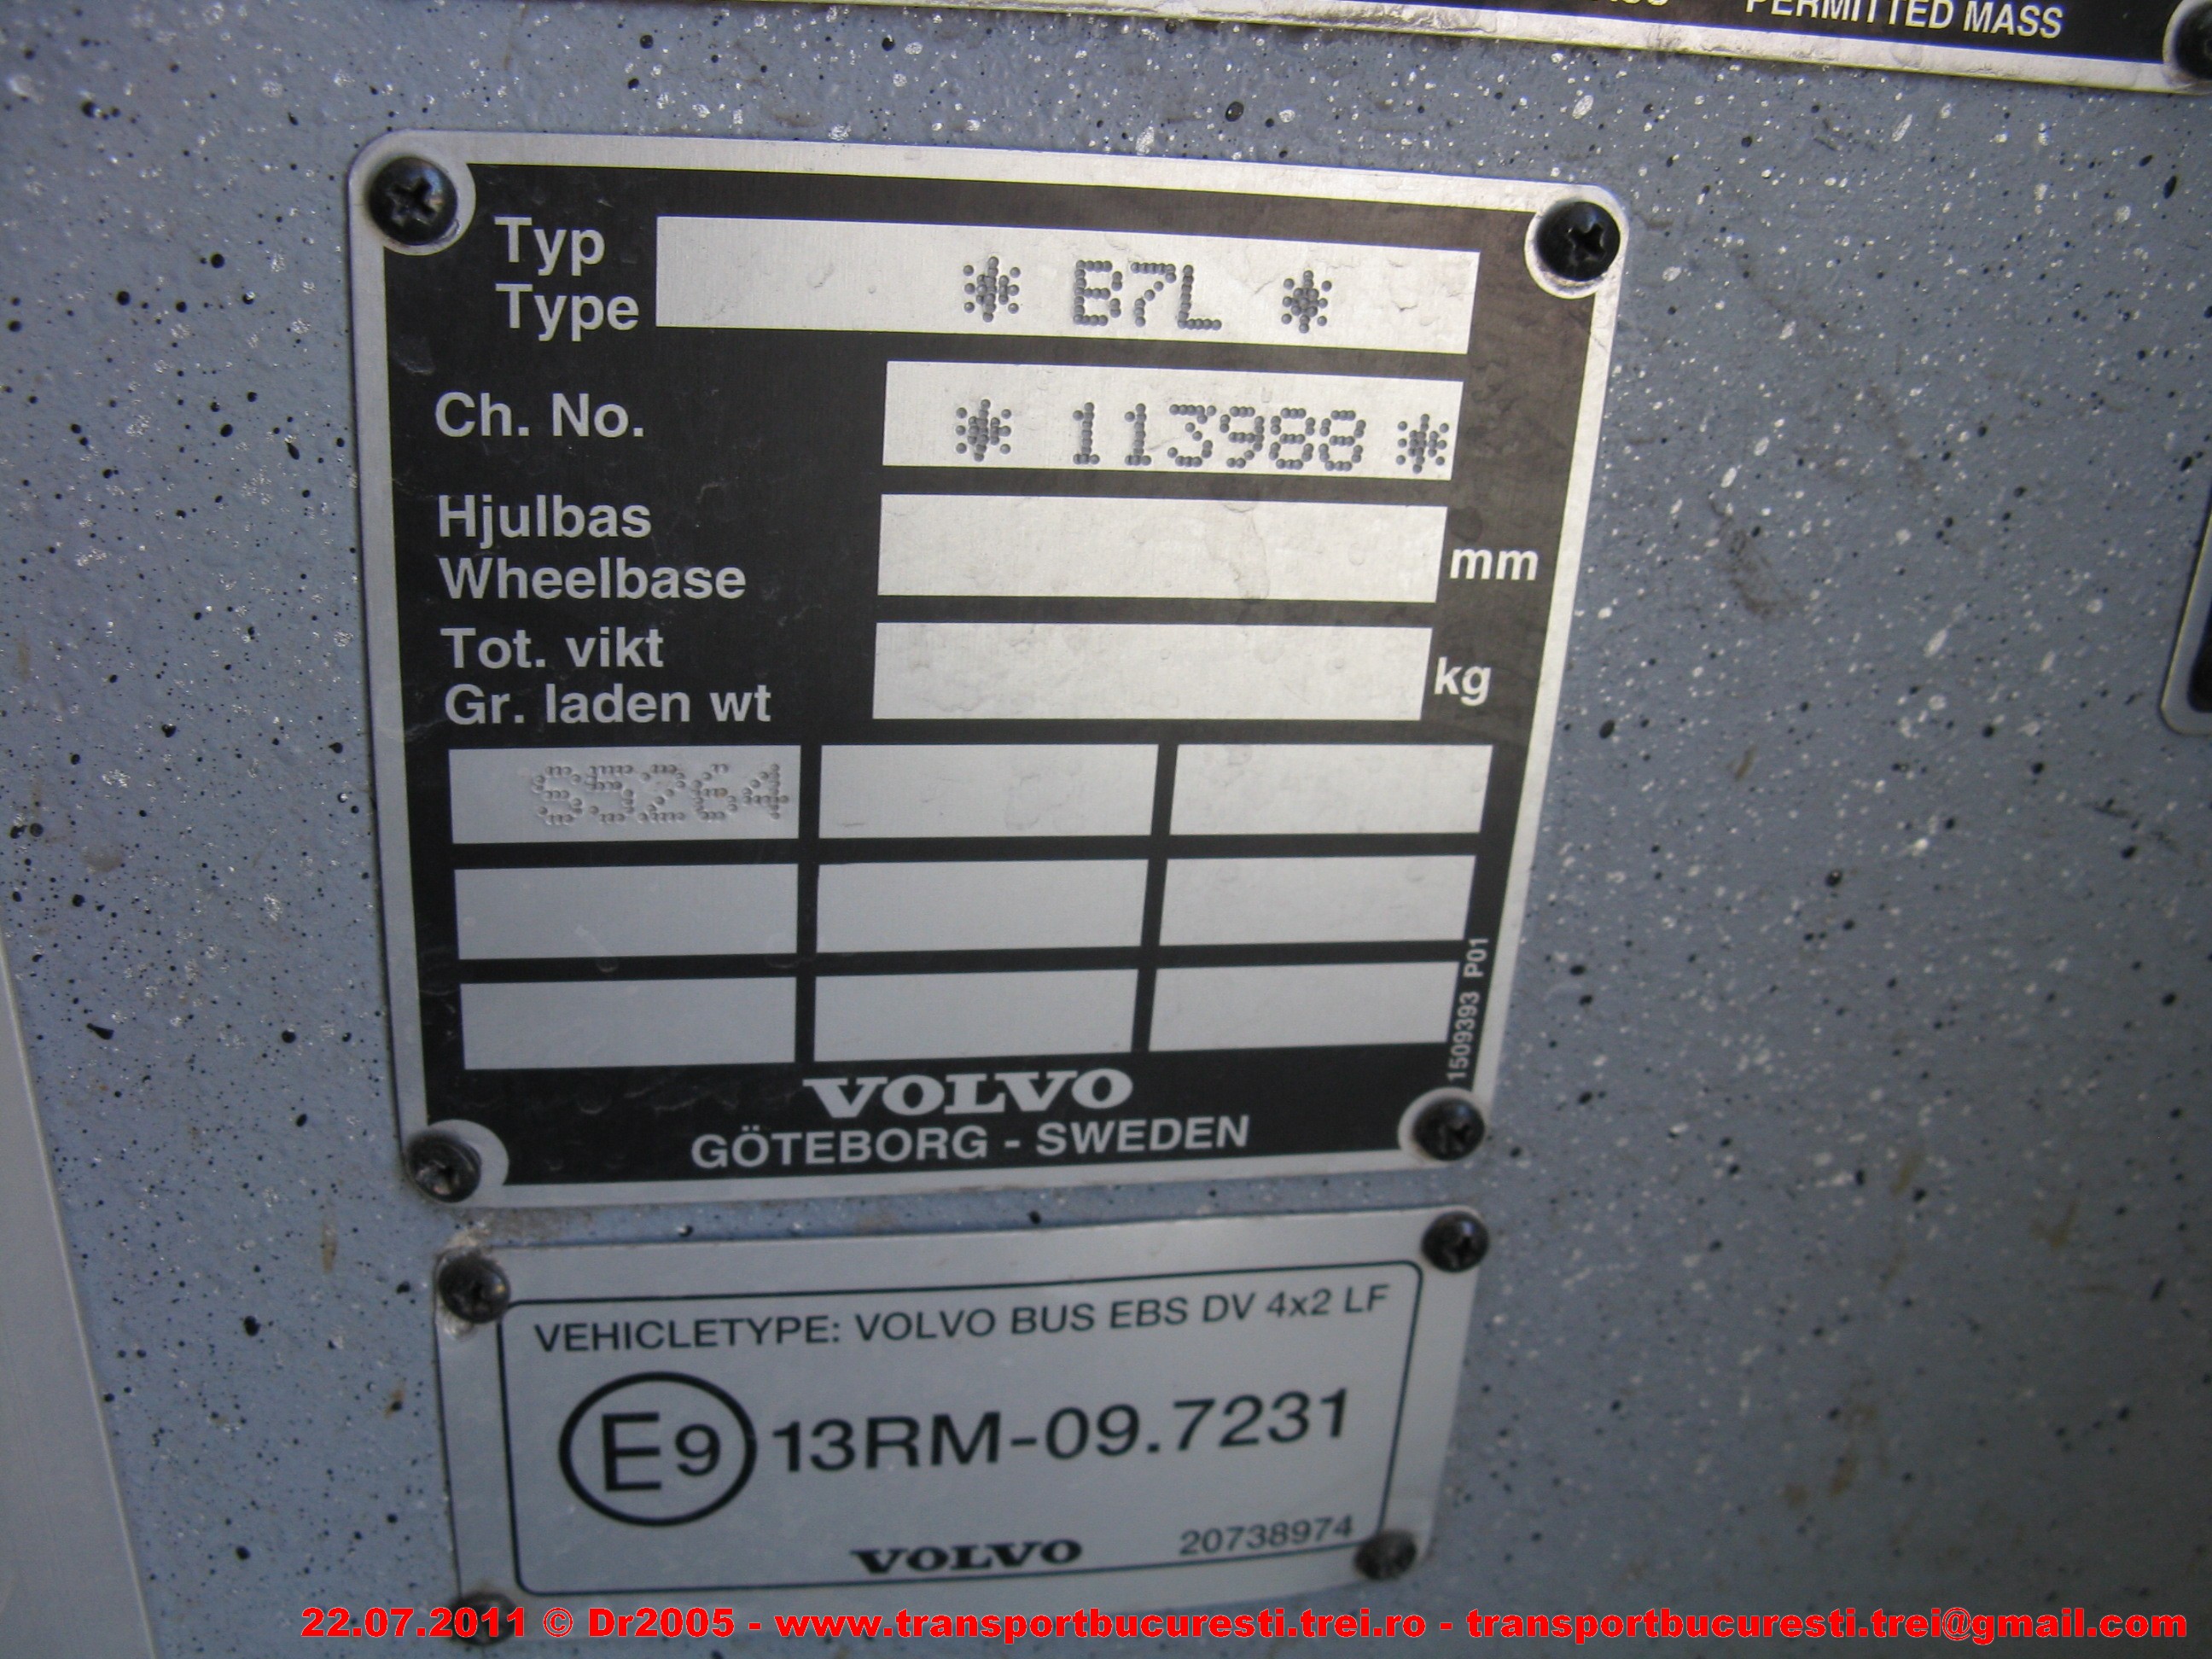 PERMITTED MASS
Typ
Type
* B7L *
Ch. No.
* 113988 *
Hjulbas
Wheelbase
mm
Tot. vikt
Gr. laden wt
kg
85264
1509393 P01
VOLVO
GÖTEBORG - SWEDEN
VEHICLETYPE: VOLVO BUS EBS DV 4x2 LF
E9 13RM-09.7231
VOLVO 20738974
22.07.2011 © Dr2005 - www.transportbucuresti.trei.ro - transportbucuresti.trei@gmail.com